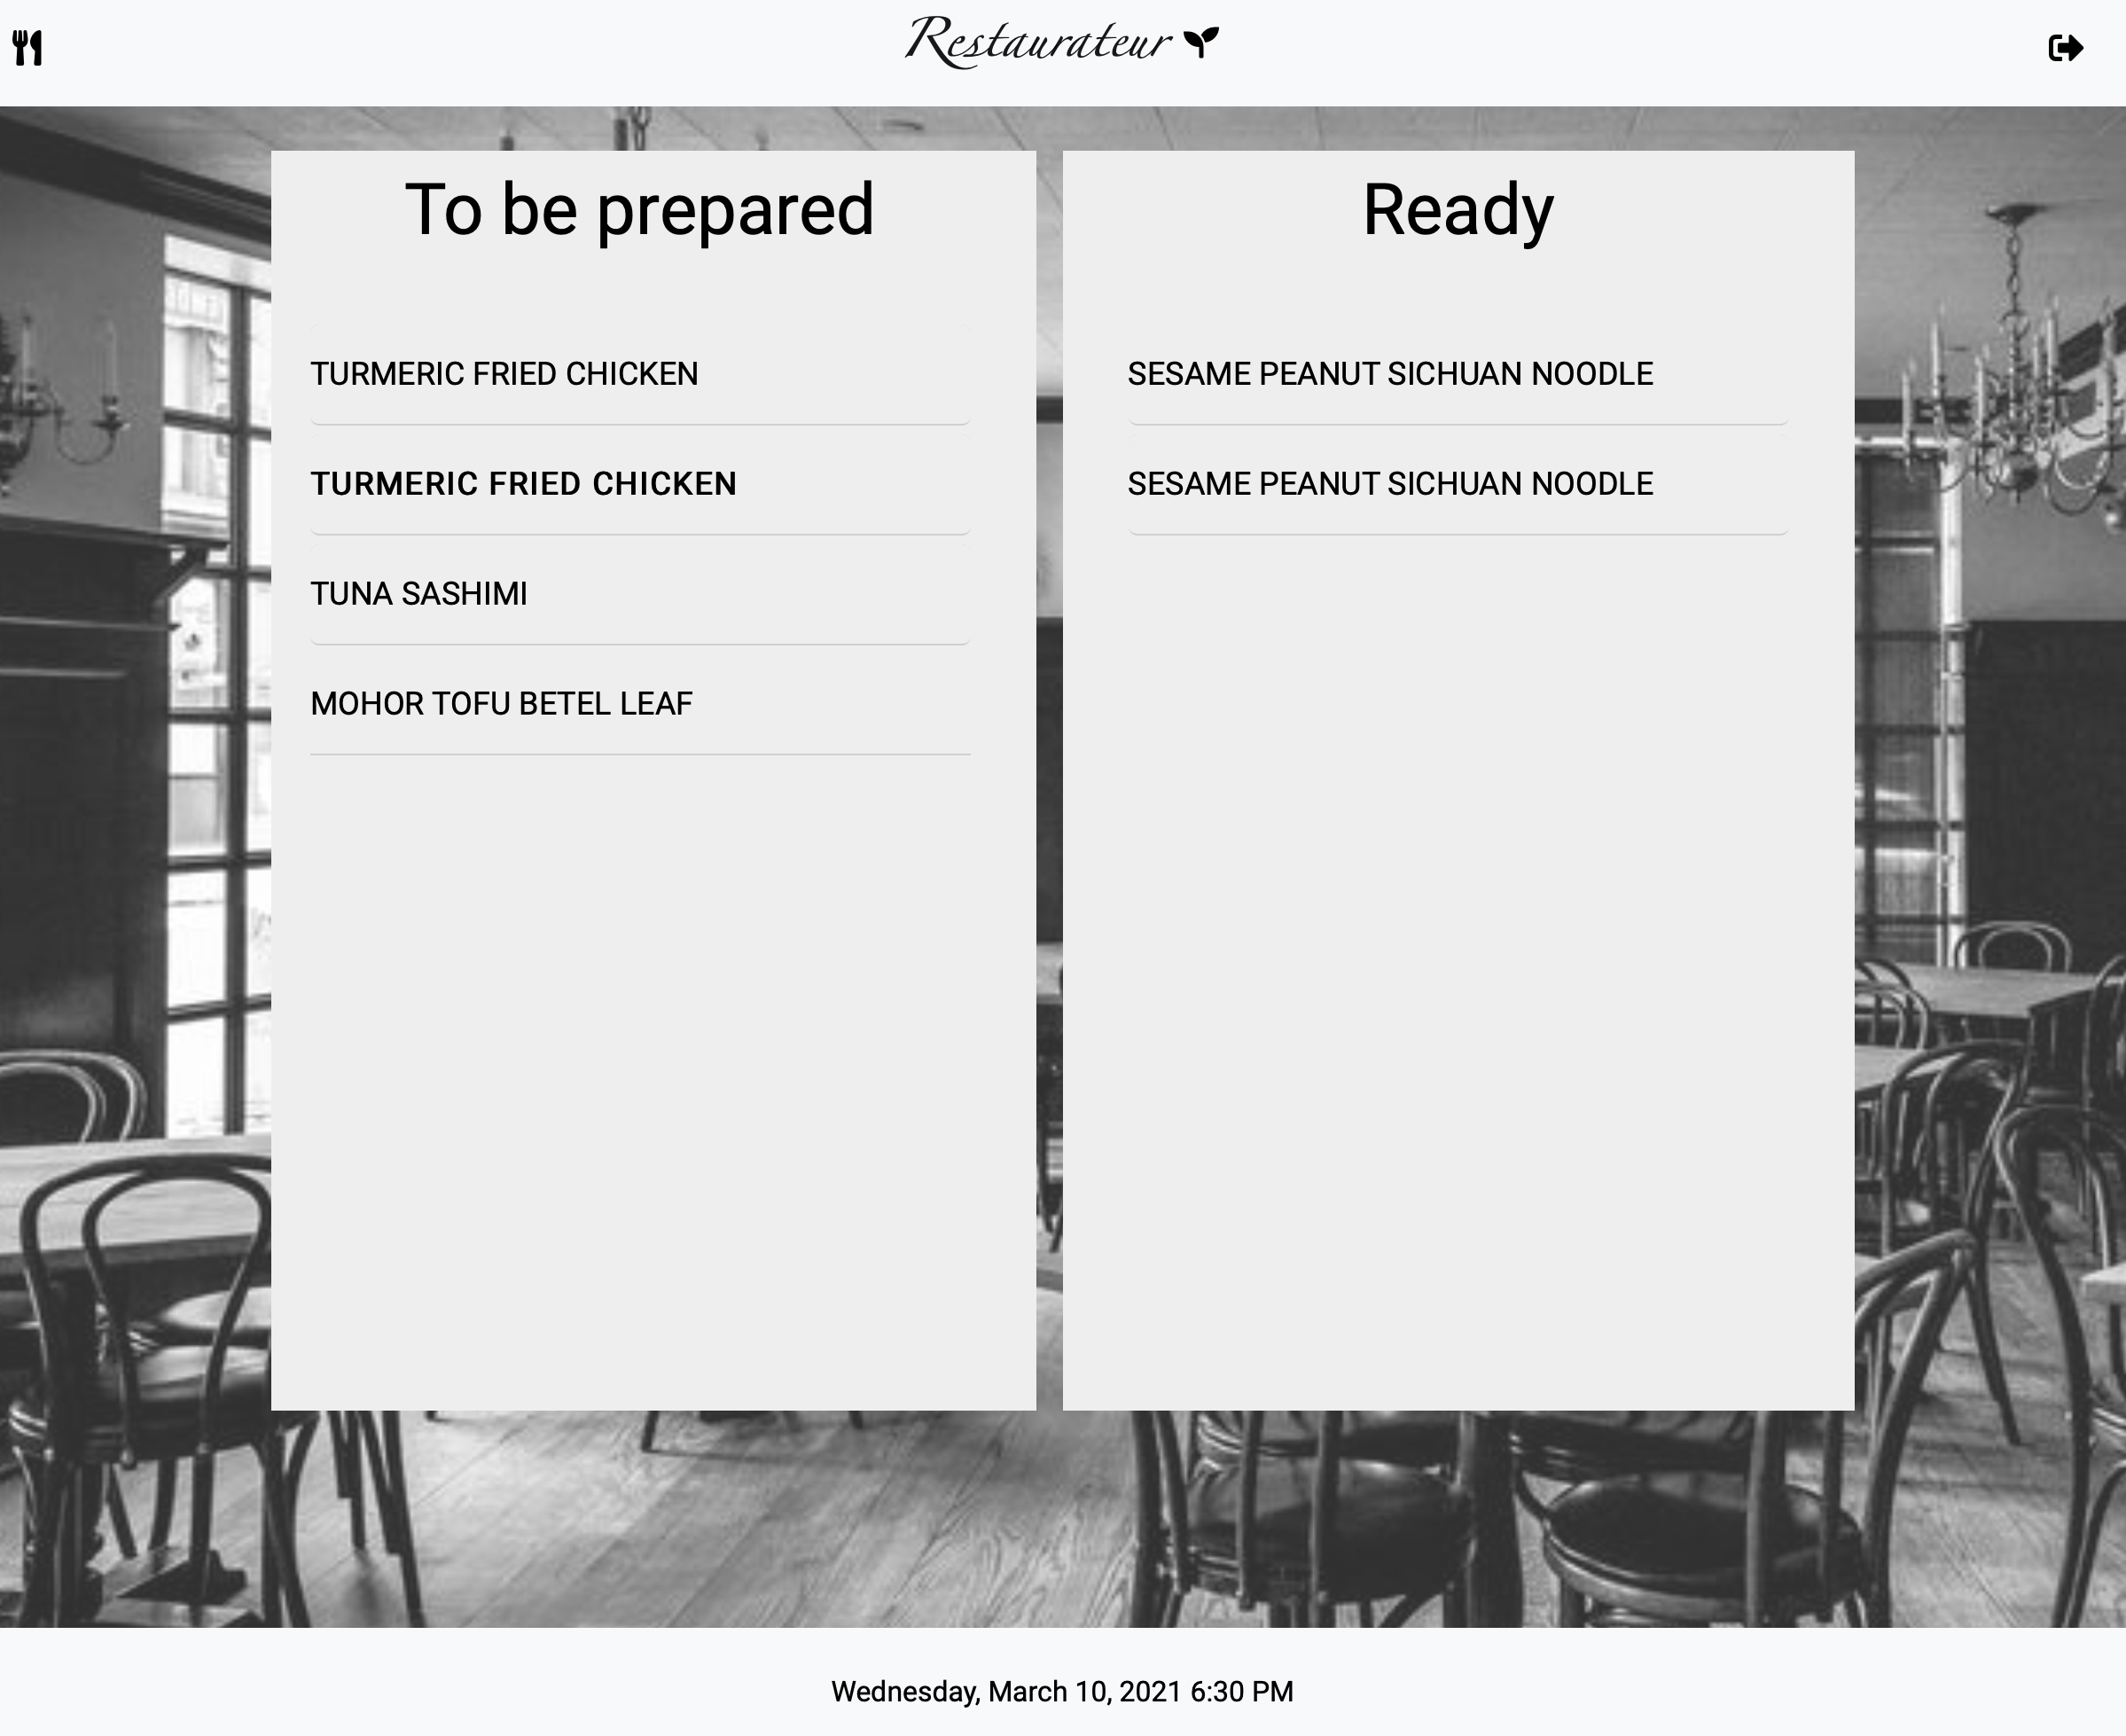 Restaurateur
To be prepared
TURMERIC FRIED CHICKEN
TURMERIC FRIED CHICKEN
TUNA SASHIMI
MOHOR TOFU BETEL LEAF
Ready
SESAME PEANUT SICHUAN NOODLE
SESAME PEANUT SICHUAN NOODLE
Wednesday, March 10, 2021 6:30 PM